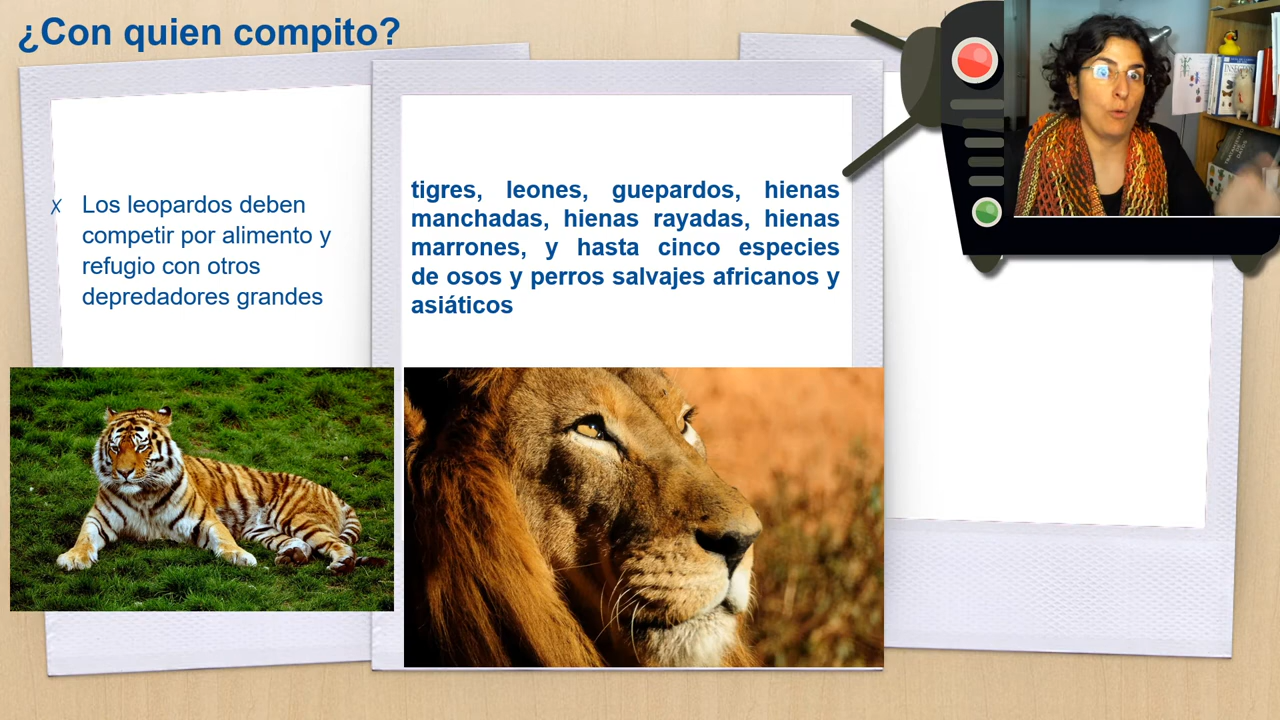 ¿Con quien compito?
X Los leopardos deben
competir por alimento y
refugio con otros
depredadores grandes
tigres, leones, guepardos, hienas
manchadas, hienas rayadas, hienas
marrones, y hasta cinco especies
de osos y perros salvajes africanos y
asiáticos